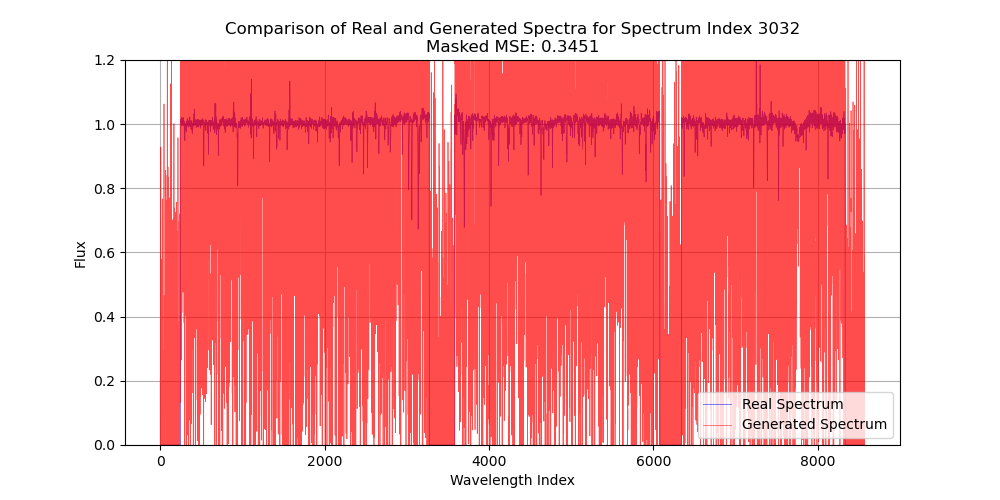 Comparison of Real and Generated Spectra for Spectrum Index 3032
Masked MSE: 0.3451
1.2
1.0
0.8
0.6
0.4
0.2
0.0
Flux
0 2000 4000 6000 8000
Wavelength Index
Real Spectrum
Generated Spectrum